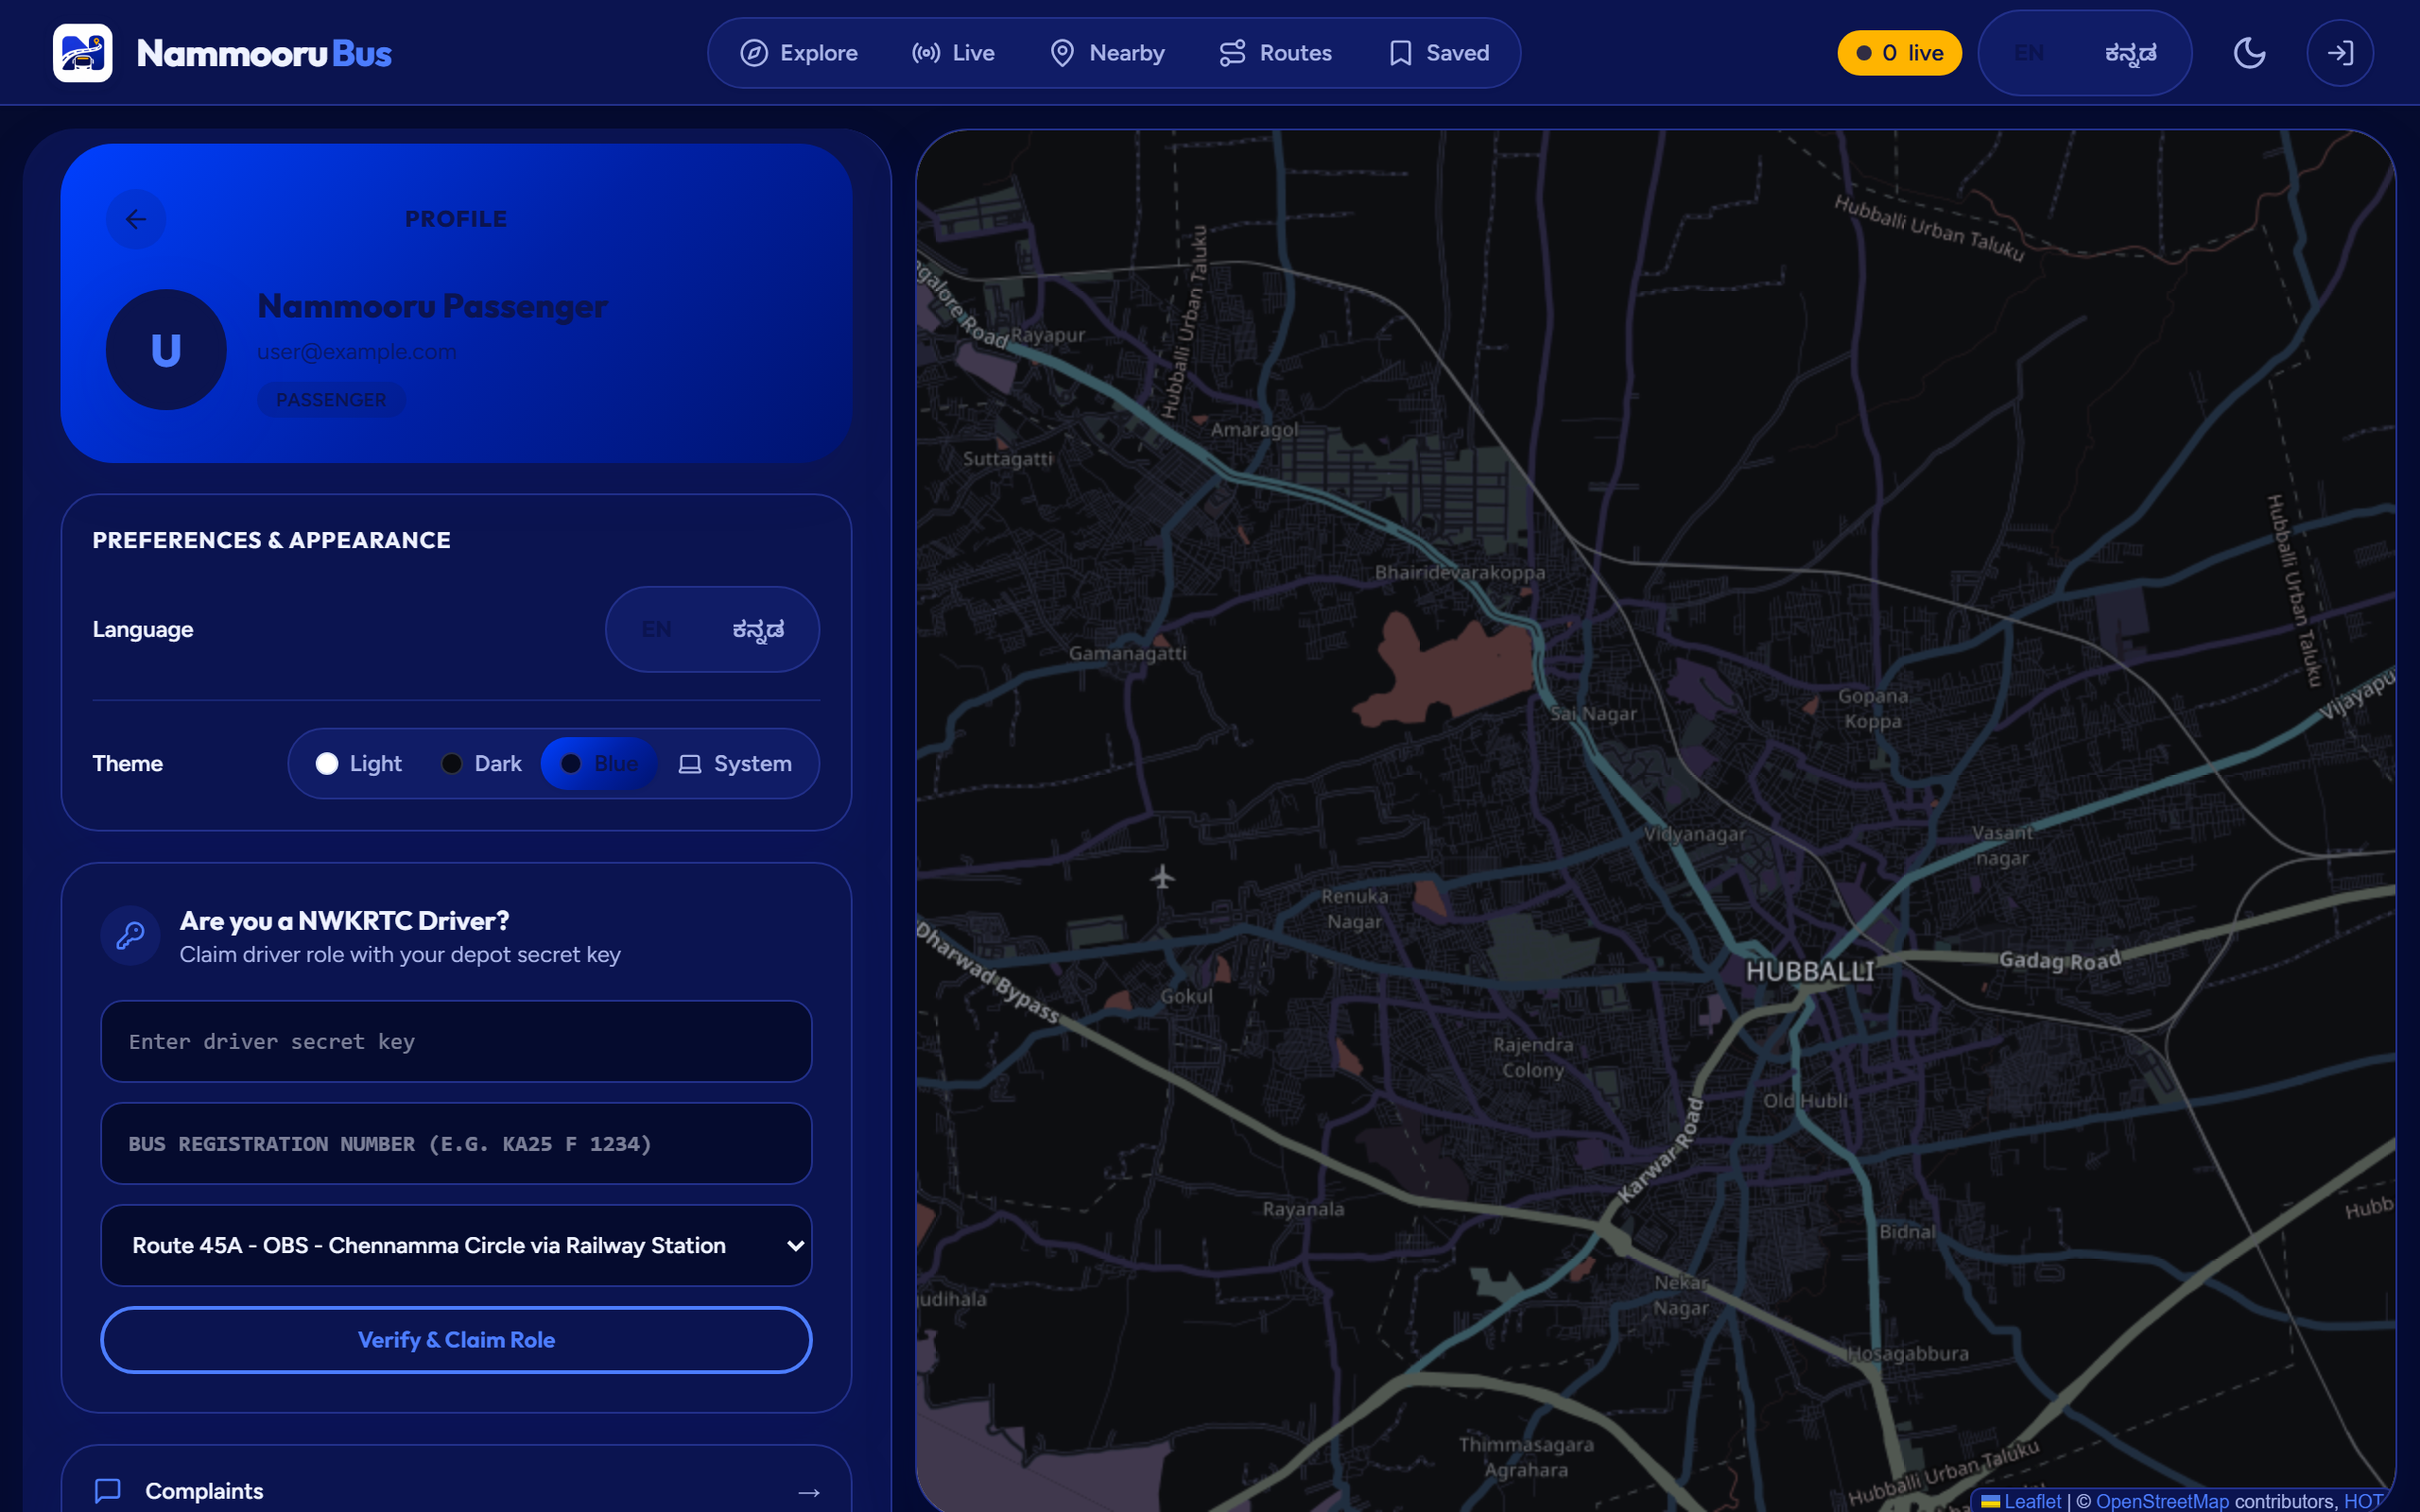 Nammooru Bus
Explore
Live
Nearby
Routes
Saved
0 live
EN
ಕನ್ನಡ
PROFILE
U
Nammooru Passenger
user@example.com
PASSENGER
PREFERENCES & APPEARANCE
Language
EN
ಕನ್ನಡ
Theme
Light
Dark
Blue
System
Are you a NWKRTC Driver?
Claim driver role with your depot secret key
Enter driver secret key
BUS REGISTRATION NUMBER (E.G. KA25 F 1234)
Route 45A - OBS - Chennamma Circle via Railway Station
Verify & Claim Role
Complaints →
Hubballi Urban Taluku
Hubballi Urban Taluku
galore Road
Rayapur
Amaragol
Suttagatti
Hubballi Urban Taluku
Bhairidevarakoppa
Gamanagatti
Sai Nagar
Gopana
Koppa
Vijayapu
Vidyanagar
Vasant
nagar
Renuka
Nagar
Dharwad Bypass
HUBBALLI
Gadag Road
Gokul
Rajendra
Colony
Old Hubli
Karwar Road
Rayanala
Hubb
Bidnal
Nekar
Nagar
udihala
Hosagabbura
Thimmasagara
Agrahara
Hubballi Urban Taluku
Leaflet | © OpenStreetMap contributors, HOT